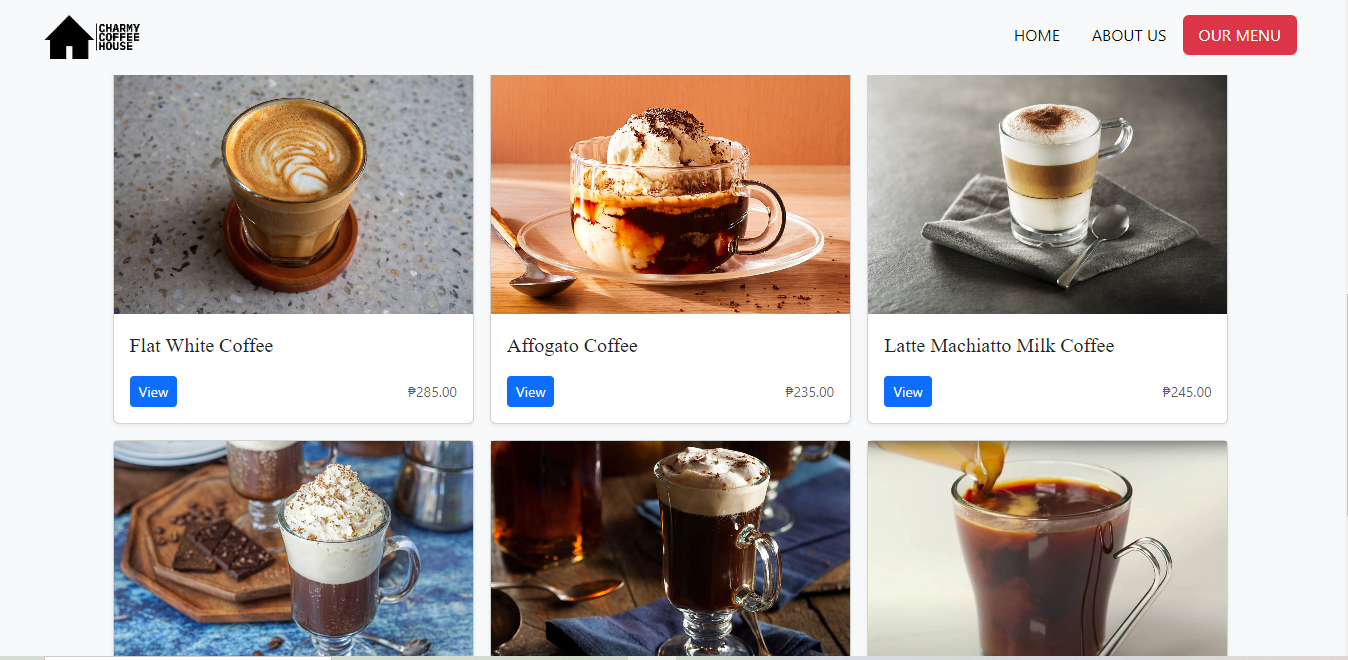 CHARMY
COFFEE
HOUSE
HOME ABOUT US OUR MENU
Flat White Coffee
View ₱285.00
Affogato Coffee
View ₱235.00
Latte Machiatto Milk Coffee
View ₱245.00